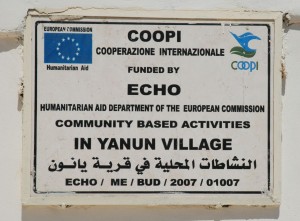 EUROPEAN COMMISSION
Humanitarian Aid
COOPI
COOPERAZIONE INTERNAZIONALE
COOPI
FUNDED BY
ECHO
HUMANITARIAN AID DEPARTMENT OF THE EUROPEAN COMMISSION
COMMUNITY BASED ACTIVITIES
IN YANUN VILLAGE
النشاطات المحلية في قرية يانون
ECHO / ME / BUD / 2007 / 01007